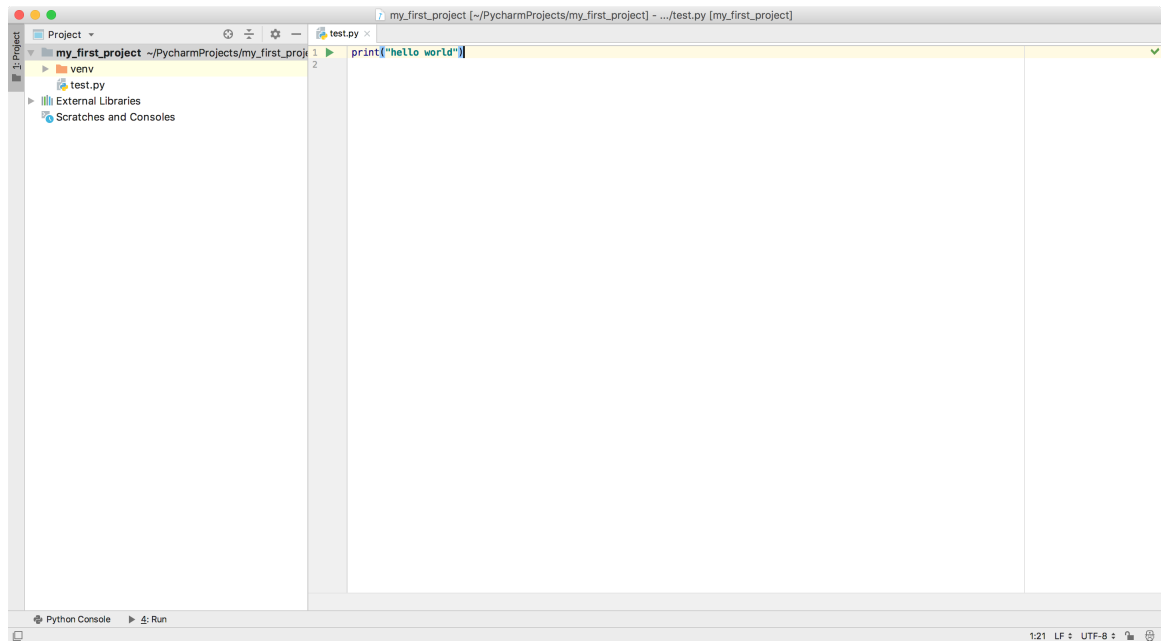 my_first_project [~/PycharmProjects/my_first_project] - .../test.py [my_first_project]
1: Project
Project
test.py
my_first_project ~/PycharmProjects/my_first_proje
venv
test.py
External Libraries
Scratches and Consoles
1 print("hello world")
2
Python Console 4: Run
1:21 LF UTF-8